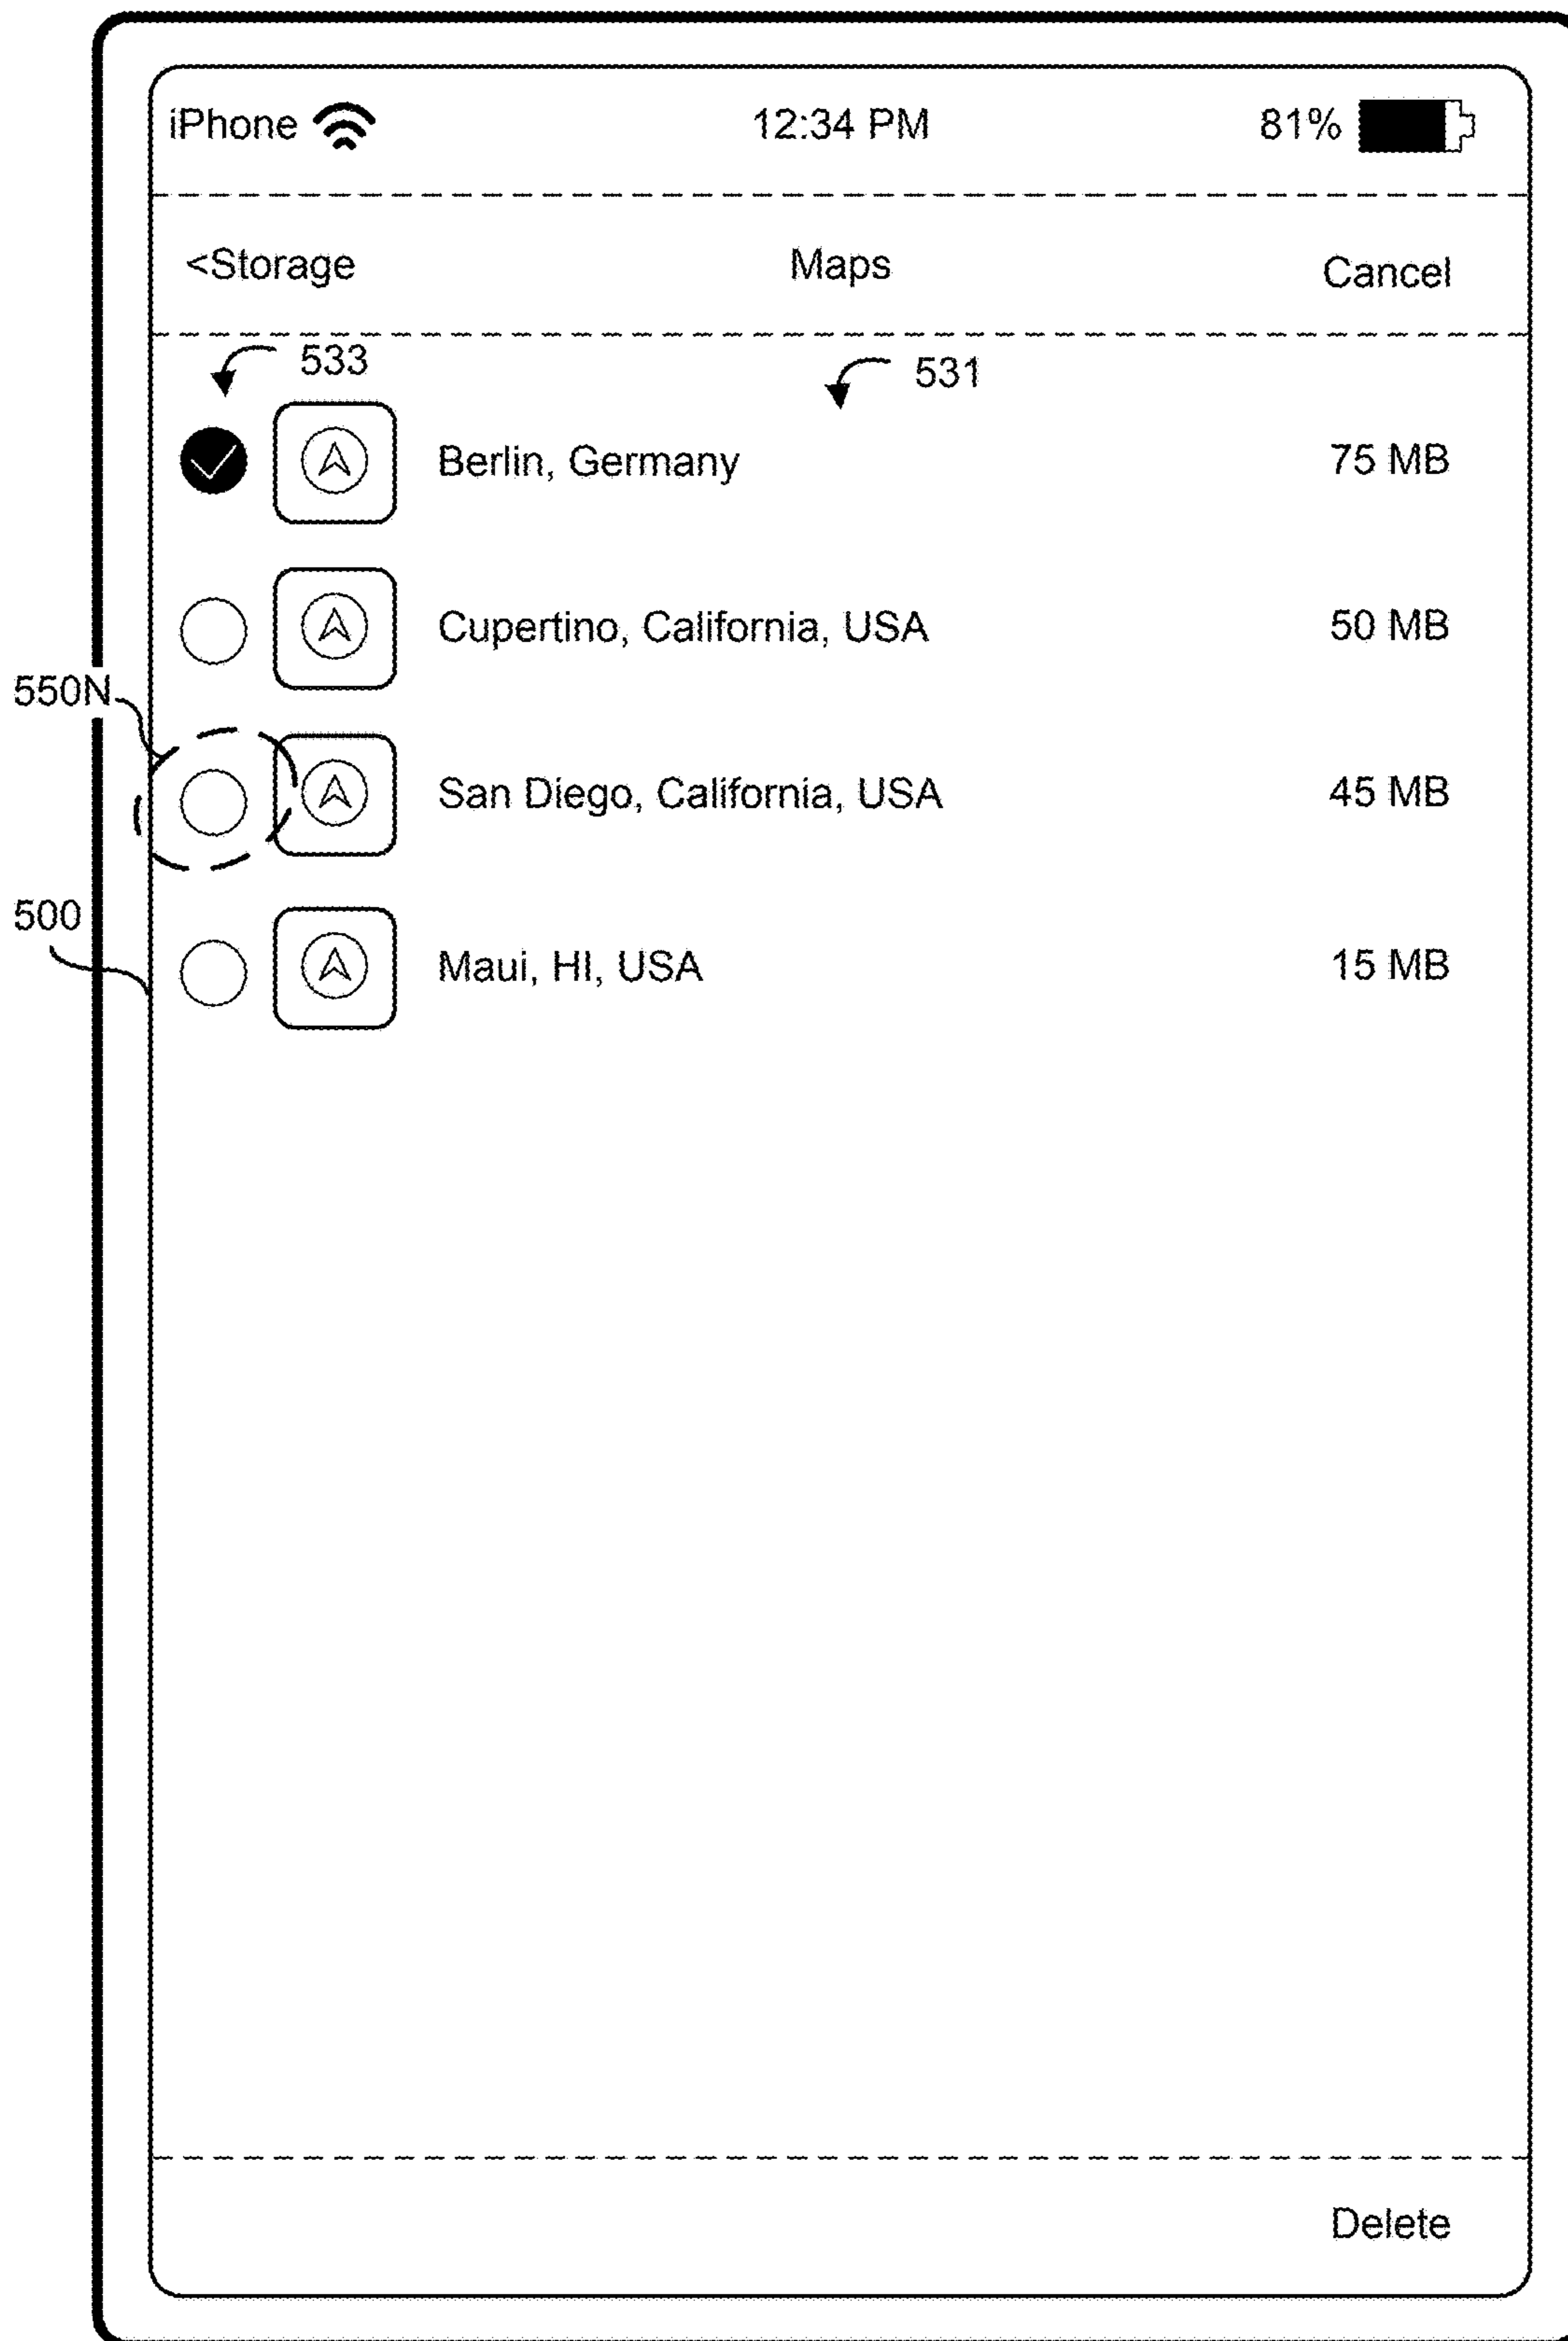 iPhone 12:34 PM 81%
<Storage Maps Cancel
533 531
Berlin, Germany 75 MB
Cupertino, California, USA 50 MB
550N
San Diego, California, USA 45 MB
500
Maui, HI, USA 15 MB
Delete